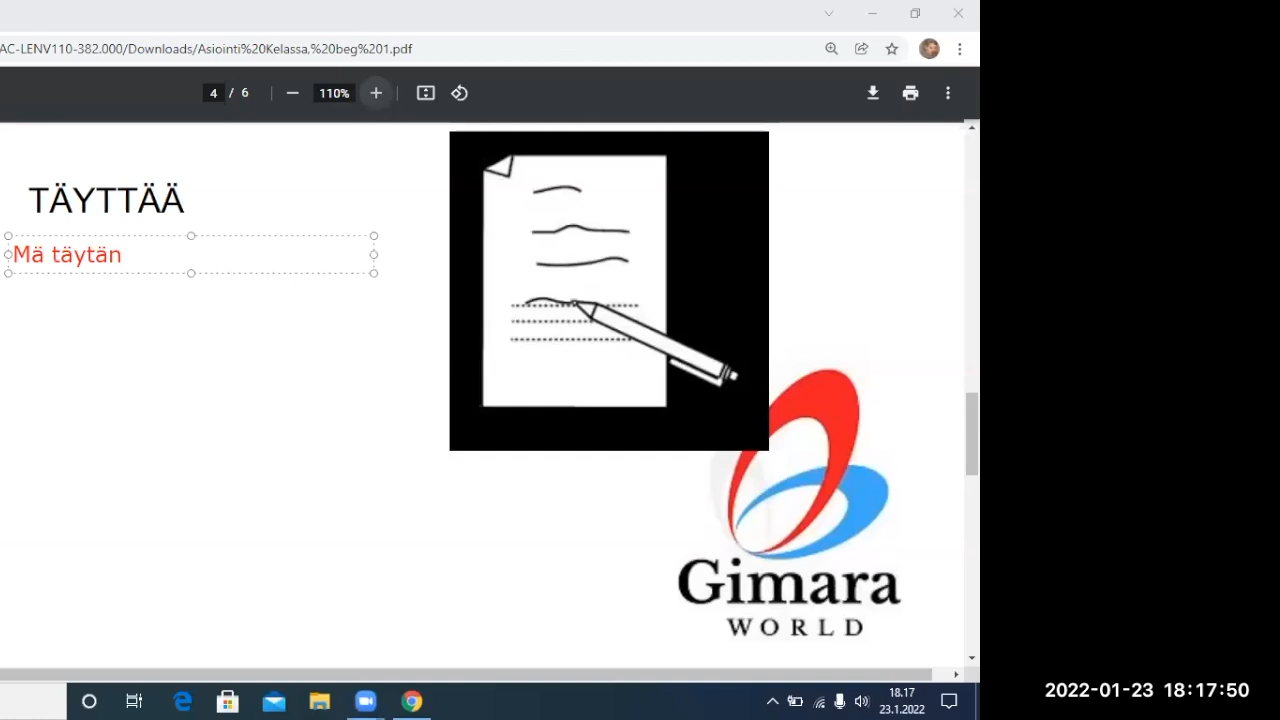 AC-LENV110-382.000/Downloads/Asiointi%20Kelassa,%20beg%201.pdf
4 / 6
110%
TÄYTTÄÄ
Mä täytän
Gimara
WORLD
18.17
23.1.2022
2022-01-23 18:17:50